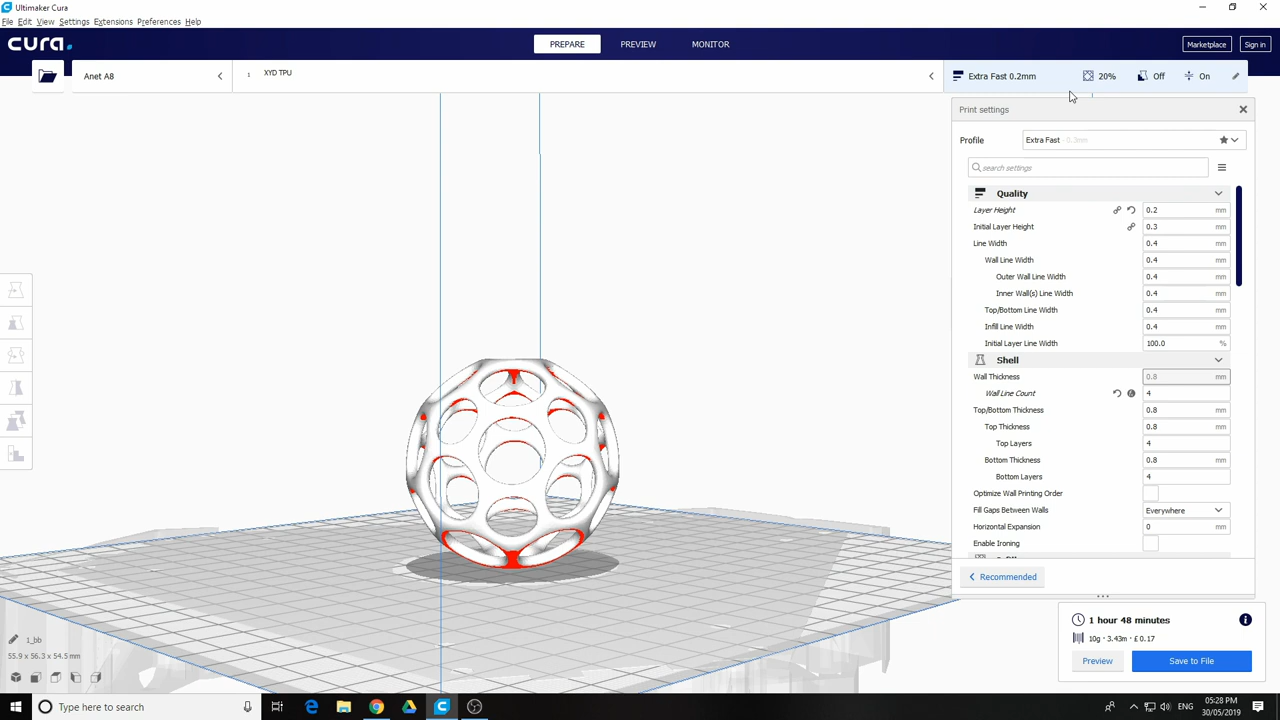 Ultimaker Cura
File Edit View Settings Extensions Preferences Help
cura.
PREPARE
PREVIEW
MONITOR
Marketplace
Sign in
Anet A8
1
XYD TPU
Extra Fast 0.2mm
20%
Off
On
Print settings
Profile
Extra Fast - 0.3mm
search settings
Quality
Layer Height 0.2 mm
Initial Layer Height 0.3 mm
Line Width 0.4 mm
Wall Line Width 0.4 mm
Outer Wall Line Width 0.4 mm
Inner Wall(s) Line Width 0.4 mm
Top/Bottom Line Width 0.4 mm
Infill Line Width 0.4 mm
Initial Layer Line Width 100.0 %
Shell
Wall Thickness 0.8 mm
Wall Line Count 4
Top/Bottom Thickness 0.8 mm
Top Thickness 0.8 mm
Top Layers 4
Bottom Thickness 0.8 mm
Bottom Layers 4
Optimize Wall Printing Order
Fill Gaps Between Walls Everywhere
Horizontal Expansion 0 mm
Enable Ironing
Recommended
1 hour 48 minutes
10g · 3.43m · £ 0.17
Preview
Save to File
1_bb
55.9 x 56.3 x 54.5 mm
Type here to search
ENG
05:28 PM
30/05/2019